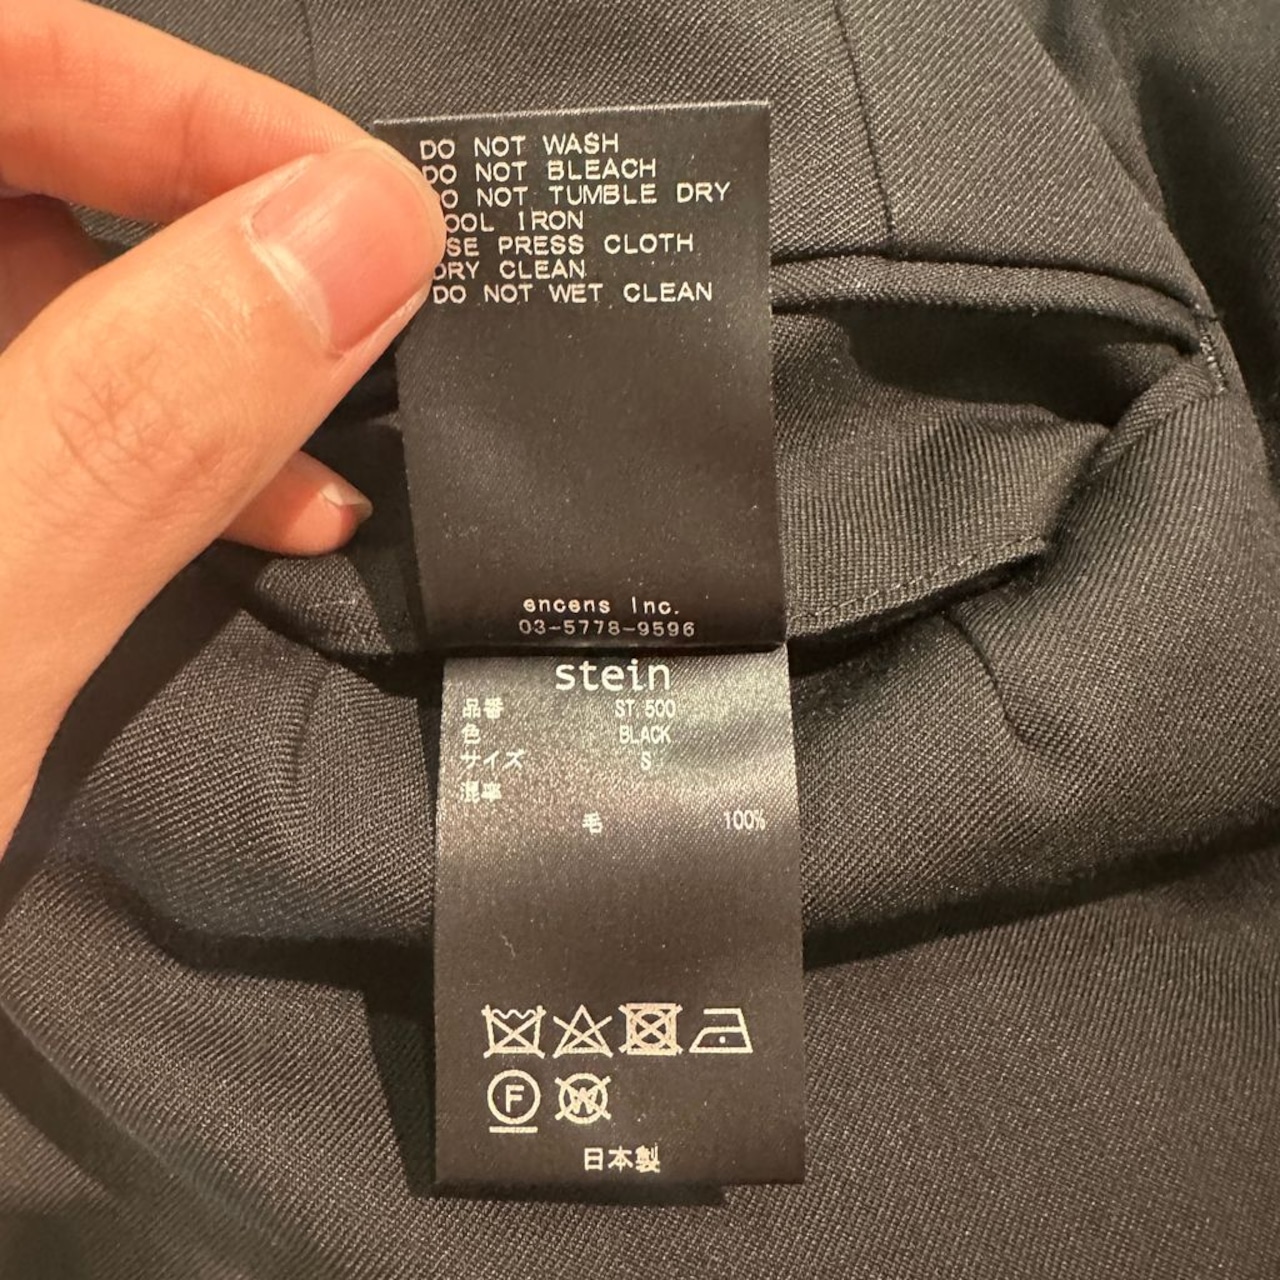 DO NOT WASH
DO NOT BLEACH
DO NOT TUMBLE DRY
OOL IRON
SE PRESS CLOTH
DRY CLEAN
DO NOT WET CLEAN
encens Inc.
03-5778-9596
stein
品番 ST.500
色 BLACK
サイズ S
混率
毛 100%
F
W
日本製